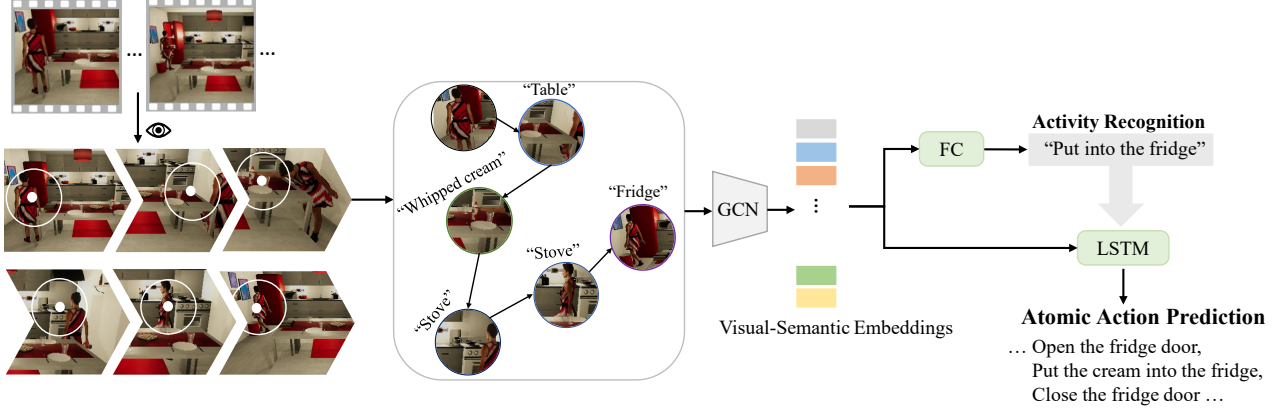 ...
...
"Table"
"Whipped cream"
"Fridge"
"Stove"
"Stove"
GCN
...
Visual-Semantic Embeddings
FC
Activity Recognition
"Put into the fridge"
LSTM
Atomic Action Prediction
... Open the fridge door,
Put the cream into the fridge,
Close the fridge door ...